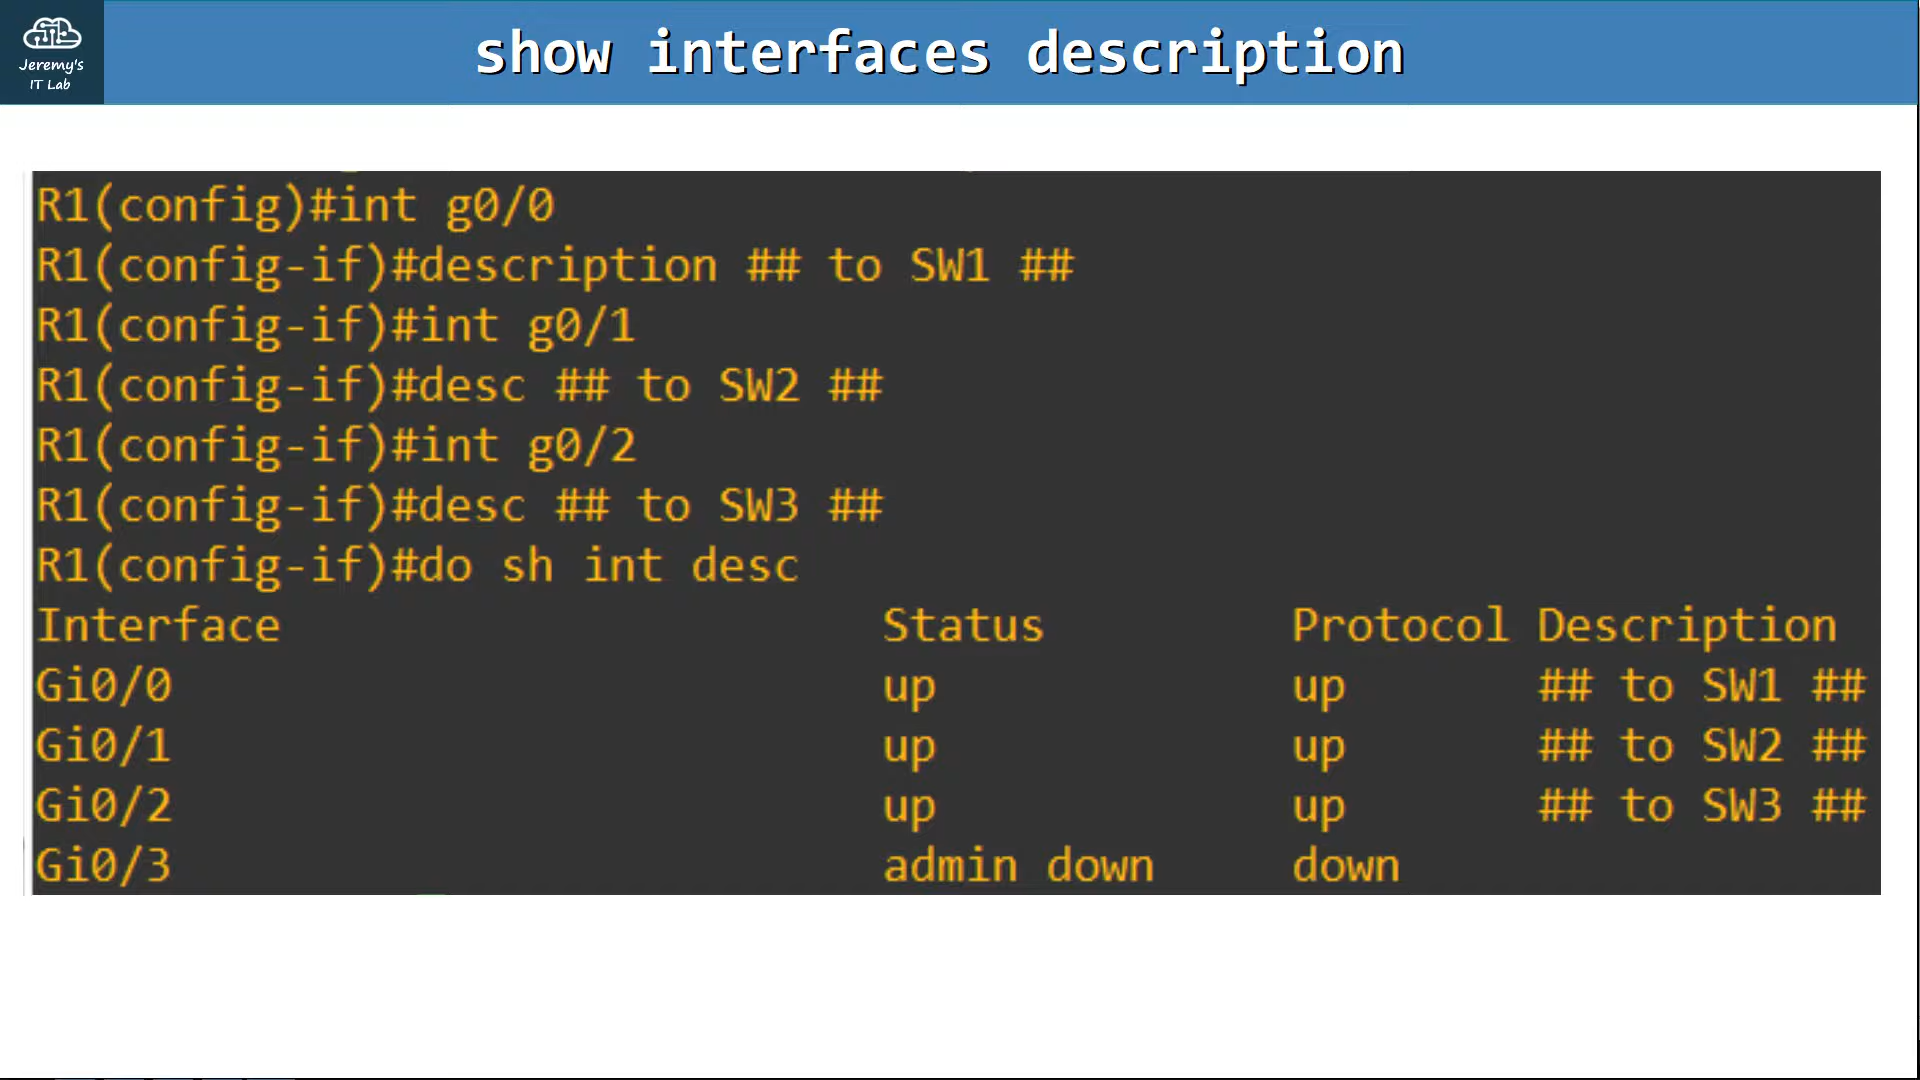 Jeremy's
IT Lab
show interfaces description
R1(config)#int g0/0
R1(config-if)#description ## to SW1 ##
R1(config-if)#int g0/1
R1(config-if)#desc ## to SW2 ##
R1(config-if)#int g0/2
R1(config-if)#desc ## to SW3 ##
R1(config-if)#do sh int desc
Interface Status Protocol Description
Gi0/0 up up ## to SW1 ##
Gi0/1 up up ## to SW2 ##
Gi0/2 up up ## to SW3 ##
Gi0/3 admin down down